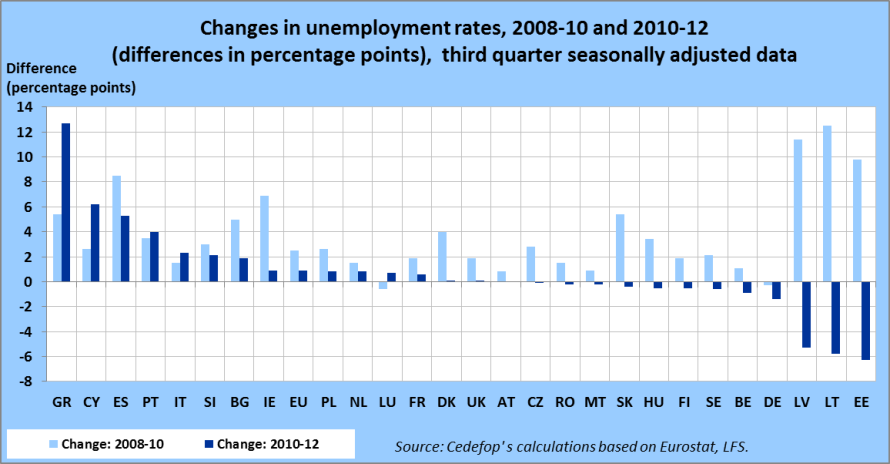 Changes in unemployment rates, 2008-10 and 2010-12
(differences in percentage points), third quarter seasonally adjusted data
Difference
(percentage points)
14
12
10
8
6
4
2
0
-2
-4
-6
-8
GR CY ES PT IT SI BG IE EU PL NL LU FR DK UK AT CZ RO MT SK HU FI SE BE DE LV LT EE
Change: 2008-10 Change: 2010-12 Source: Cedefop's calculations based on Eurostat, LFS.